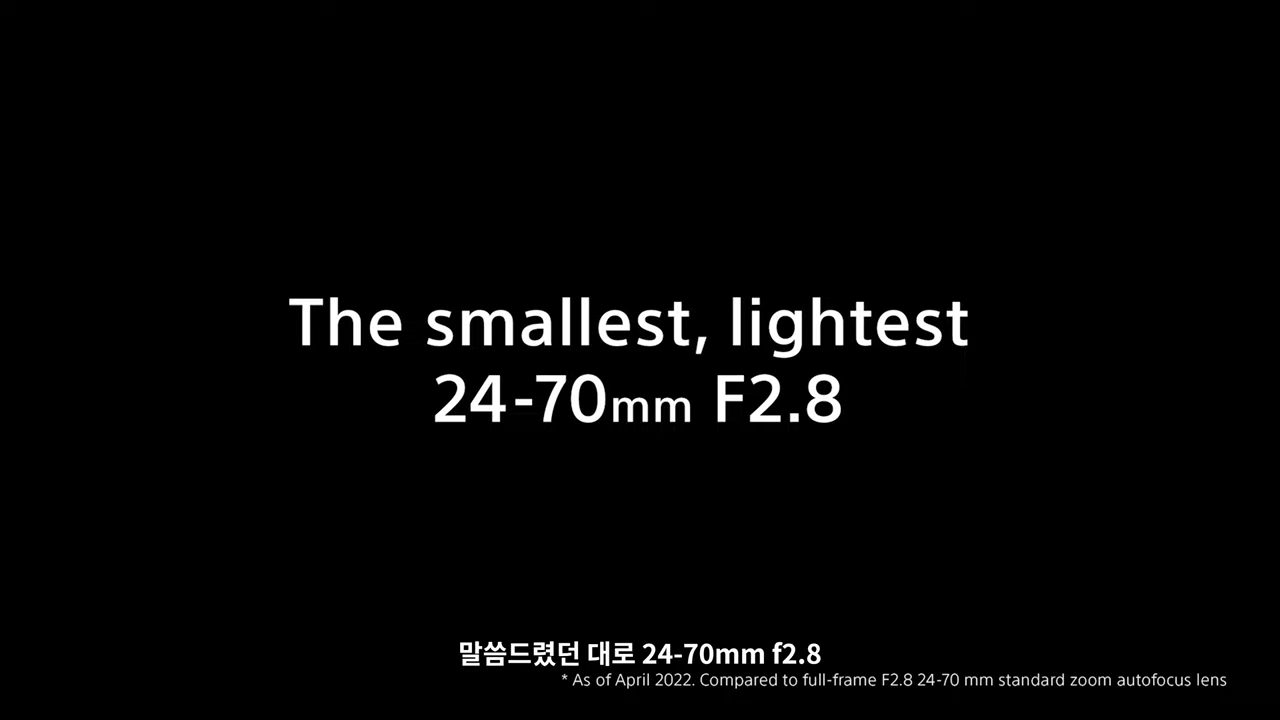 The smallest, lightest
24-70mm F2.8
말씀드렸던 대로 24-70mm f2.8
* As of April 2022. Compared to full-frame F2.8 24-70 mm standard zoom autofocus lens